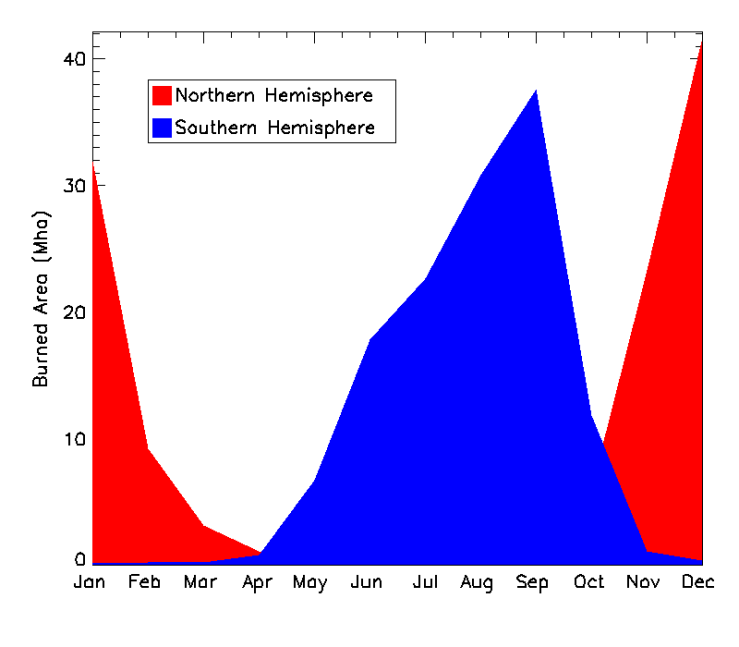 40
Northern Hemisphere
Southern Hemisphere
30
Burned Area (Mha)
20
10
0
Jan Feb Mar Apr May Jun Jul Aug Sep Oct Nov Dec